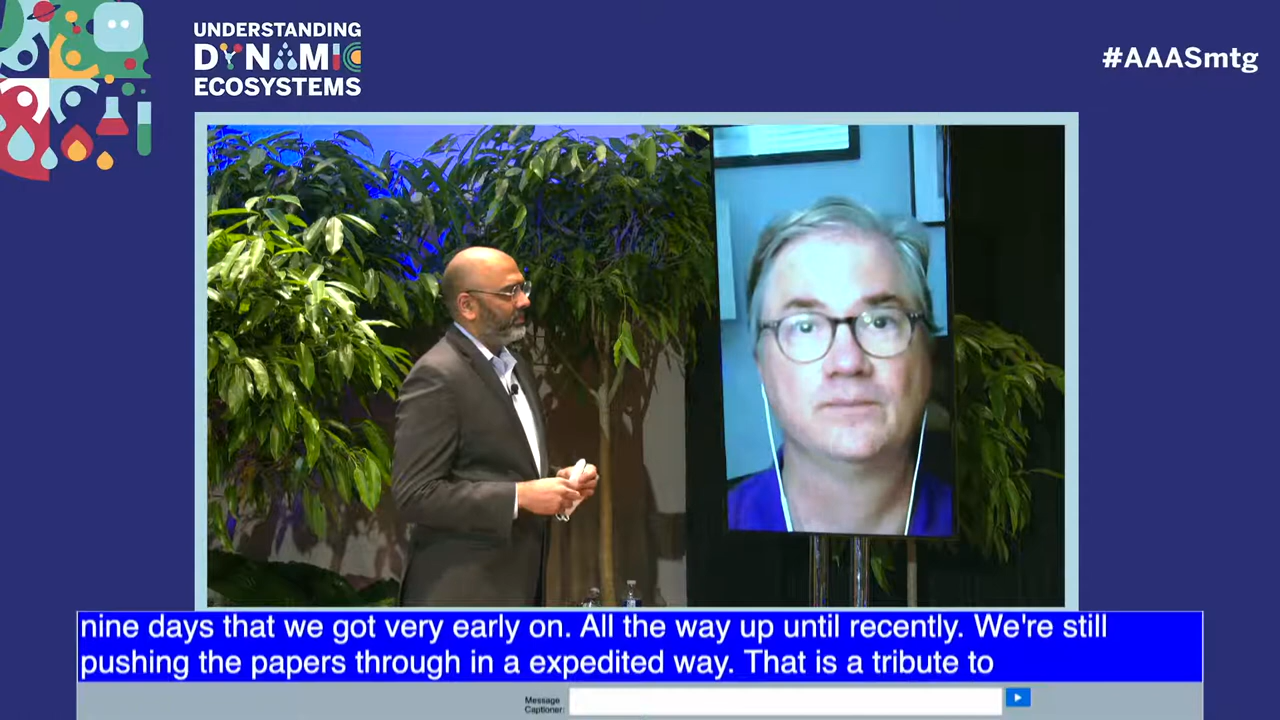 UNDERSTANDING
DYNAMIC
ECOSYSTEMS
#AAASmtg
nine days that we got very early on. All the way up until recently. We're still
pushing the papers through in a expedited way. That is a tribute to
Message
Captioner: